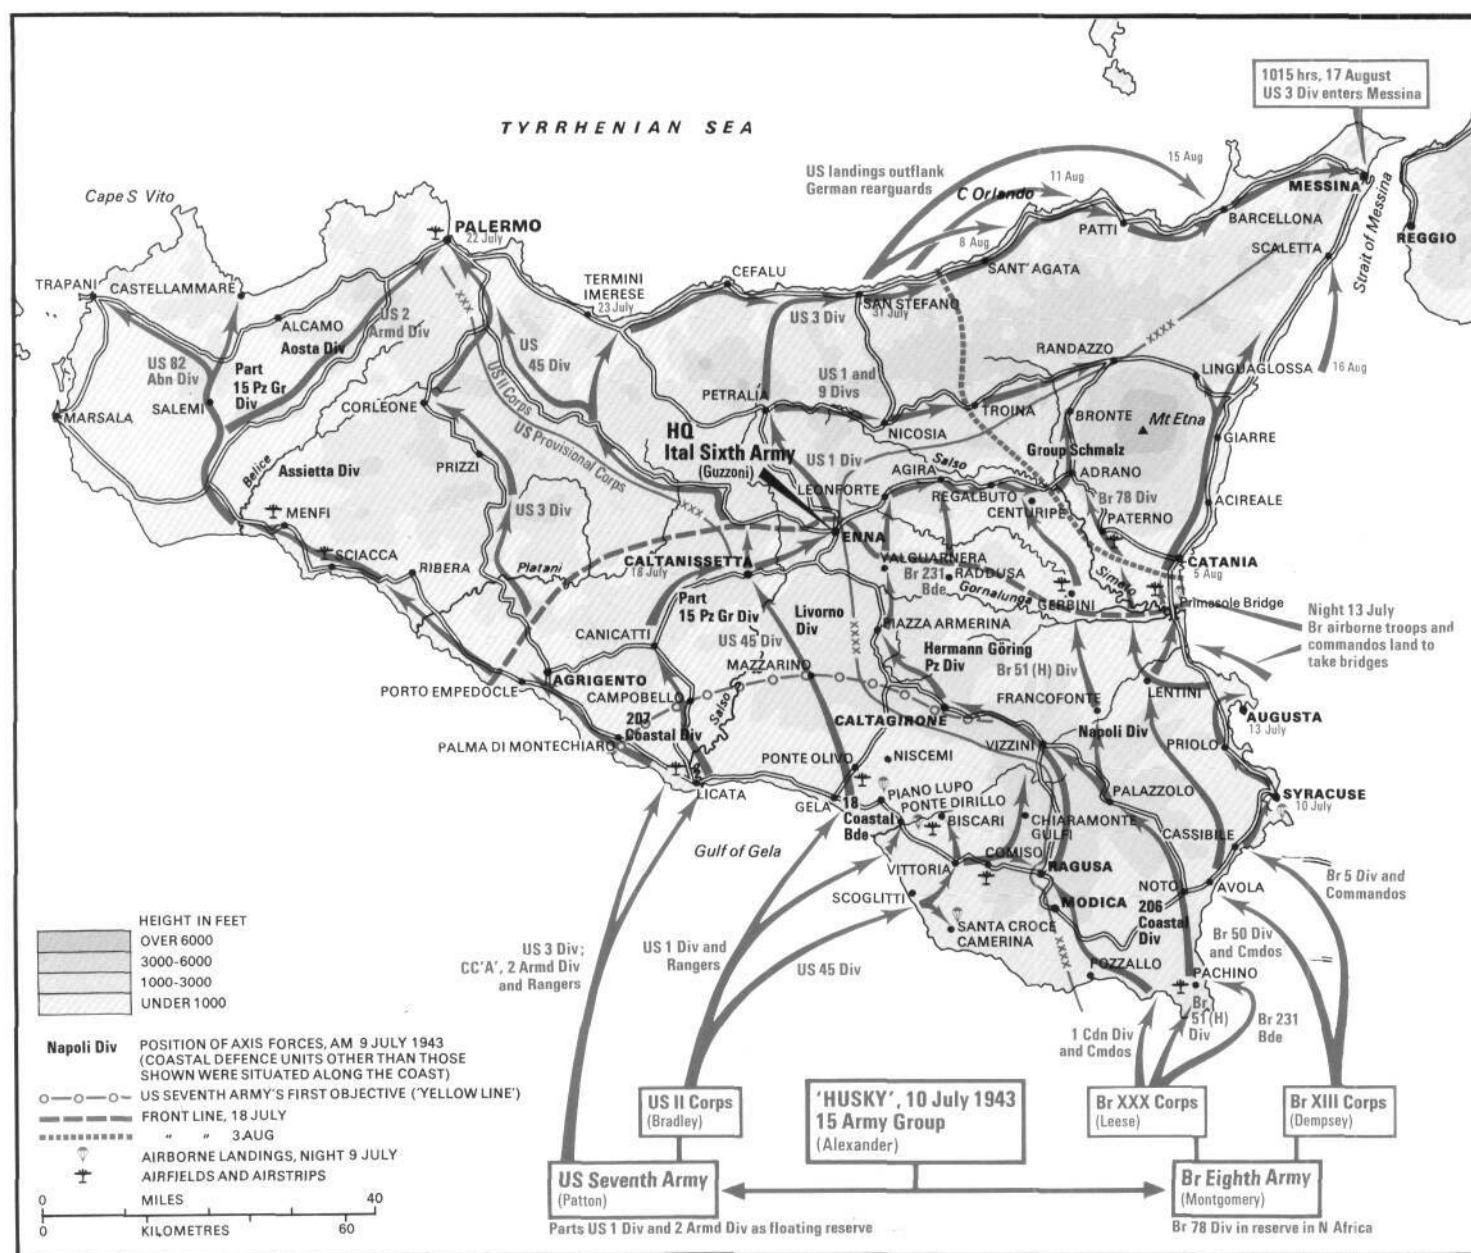 1015 hrs, 17 August
US 3 Div enters Messina
TYRRHENIAN SEA
US landings outflank
German rearguards
15 Aug
11 Aug
C Orlando
8 Aug
MESSINA
BARCELLONA
PATTI
SCALETTA
REGGIO
Strait of Messina
Cape S Vito
PALERMO
22 July
TRAPANI
CASTELLAMMARE
ALCAMO
Aosta Div
US 2
Armd Div
US 82
Abn Div
Part
15 Pz Gr
Div
SALEMI
MARSALA
CORLEONE
TERMINI
IMERESE
23 July
CEFALU
SANT'AGATA
SAN STEFANO
31 July
US 3 Div
US
45 Div
US II Corps
US Provisional Corps
XXX
XXX
XXXX
US 1 and
9 Divs
PETRALIA
NICOSIA
TROINA
RANDAZZO
LINGUAGLOSSA
16 Aug
BRONTE
Mt Etna
GIARRE
Group Schmalz
ADRANO
HQ
Ital Sixth Army
(Guzzoni)
US 1 Div
AGIRA
Salso
LEONFORTE
REGALBUTO
CENTURIPE
Br 78 Div
PATERNO
ACIREALE
Belice
Assietta Div
PRIZZI
US 3 Div
MENFI
SCIACCA
RIBERA
Platani
ENNA
CALTANISSETTA
18 July
VALGUARNERA
Br 231
Bde
RADDUSA
Gornalunga
GERBINI
Simeto
CATANIA
5 Aug
Primasole Bridge
Night 13 July
Br airborne troops and
commandos land to
take bridges
Part
15 Pz Gr Div
Livorno
Div
CANICATTI
US 45 Div
MAZZARINO
PIAZZA ARMERINA
Hermann Göring
Pz Div
Br 51 (H) Div
XXXX
AGRIGENTO
PORTO EMPEDOCLE
CAMPOBELLO
207
Coastal Div
Salso
PALMA DI MONTECHIARO
CALTAGIRONE
FRANCOFONTE
LENTINI
AUGUSTA
13 July
Napoli Div
PRIOLO
VIZZINI
PONTE OLIVO
NISCEMI
LICATA
GELA
PIANO LUPO
PONTE DIRILLO
BISCARI
18
Coastal
Bde
PALAZZOLO
SYRACUSE
10 July
CHIARAMONTE
GULFI
CASSIBILE
Gulf of Gela
VITTORIA
COMISO
RAGUSA
SCOGLITTI
MODICA
NOTO
AVOLA
Br 5 Div and
Commandos
206
Coastal
Div
SANTA CROCE
CAMERINA
XXXX
POZZALLO
PACHINO
Br 50 Div
and Cmdos
US 3 Div;
CC'A', 2 Armd Div
and Rangers
US 1 Div and
Rangers
US 45 Div
1 Cdn Div
and Cmdos
Br
51 (H)
Div
Br 231
Bde
HEIGHT IN FEET
OVER 6000
3000-6000
1000-3000
UNDER 1000
Napoli Div
POSITION OF AXIS FORCES, AM 9 JULY 1943
(COASTAL DEFENCE UNITS OTHER THAN THOSE
SHOWN WERE SITUATED ALONG THE COAST)
US SEVENTH ARMY'S FIRST OBJECTIVE ('YELLOW LINE')
FRONT LINE, 18 JULY
" " 3 AUG
AIRBORNE LANDINGS, NIGHT 9 JULY
AIRFIELDS AND AIRSTRIPS
0 MILES 40
0 KILOMETRES 60
US II Corps
(Bradley)
'HUSKY', 10 July 1943
15 Army Group
(Alexander)
Br XXX Corps
(Leese)
Br XIII Corps
(Dempsey)
US Seventh Army
(Patton)
Br Eighth Army
(Montgomery)
Parts US 1 Div and 2 Armd Div as floating reserve
Br 78 Div in reserve in N Africa